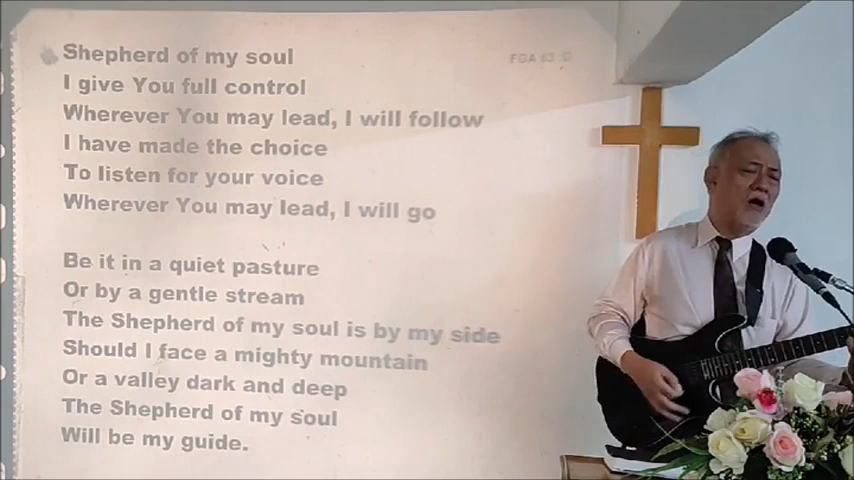 Shepherd of my soul
FGA 63 :D
I give You full control
Wherever You may lead, I will follow
I have made the choice
To listen for your voice
Wherever You may lead, I will go
Be it in a quiet pasture
Or by a gentle stream
The Shepherd of my soul is by my side
Should I face a mighty mountain
Or a valley dark and deep
The Shepherd of my soul
Will be my guide.